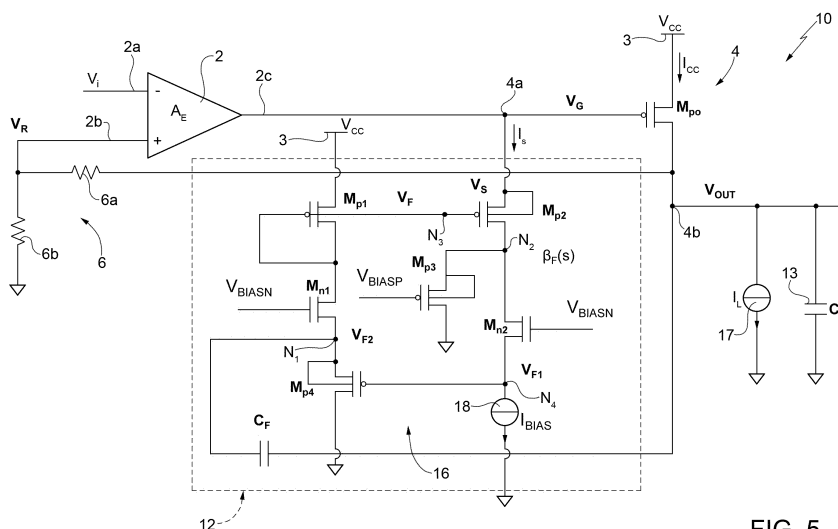 10
V_CC
3
4
I_CC
2
2a
V_i
-
A_E
2c
4a
V_G
M_po
V_R
2b
+
3
V_CC
I_s
6a
V_S
M_p1
V_F
M_p2
V_OUT
4b
6b
6
N_3
N_2
M_p3
β_F(s)
V_BIASN
M_n1
V_BIASP
V_BIASN
M_n2
I_L
17
13
C
V_F2
N_1
V_F1
M_p4
N_4
18
I_BIAS
C_F
16
12
FIG. 5